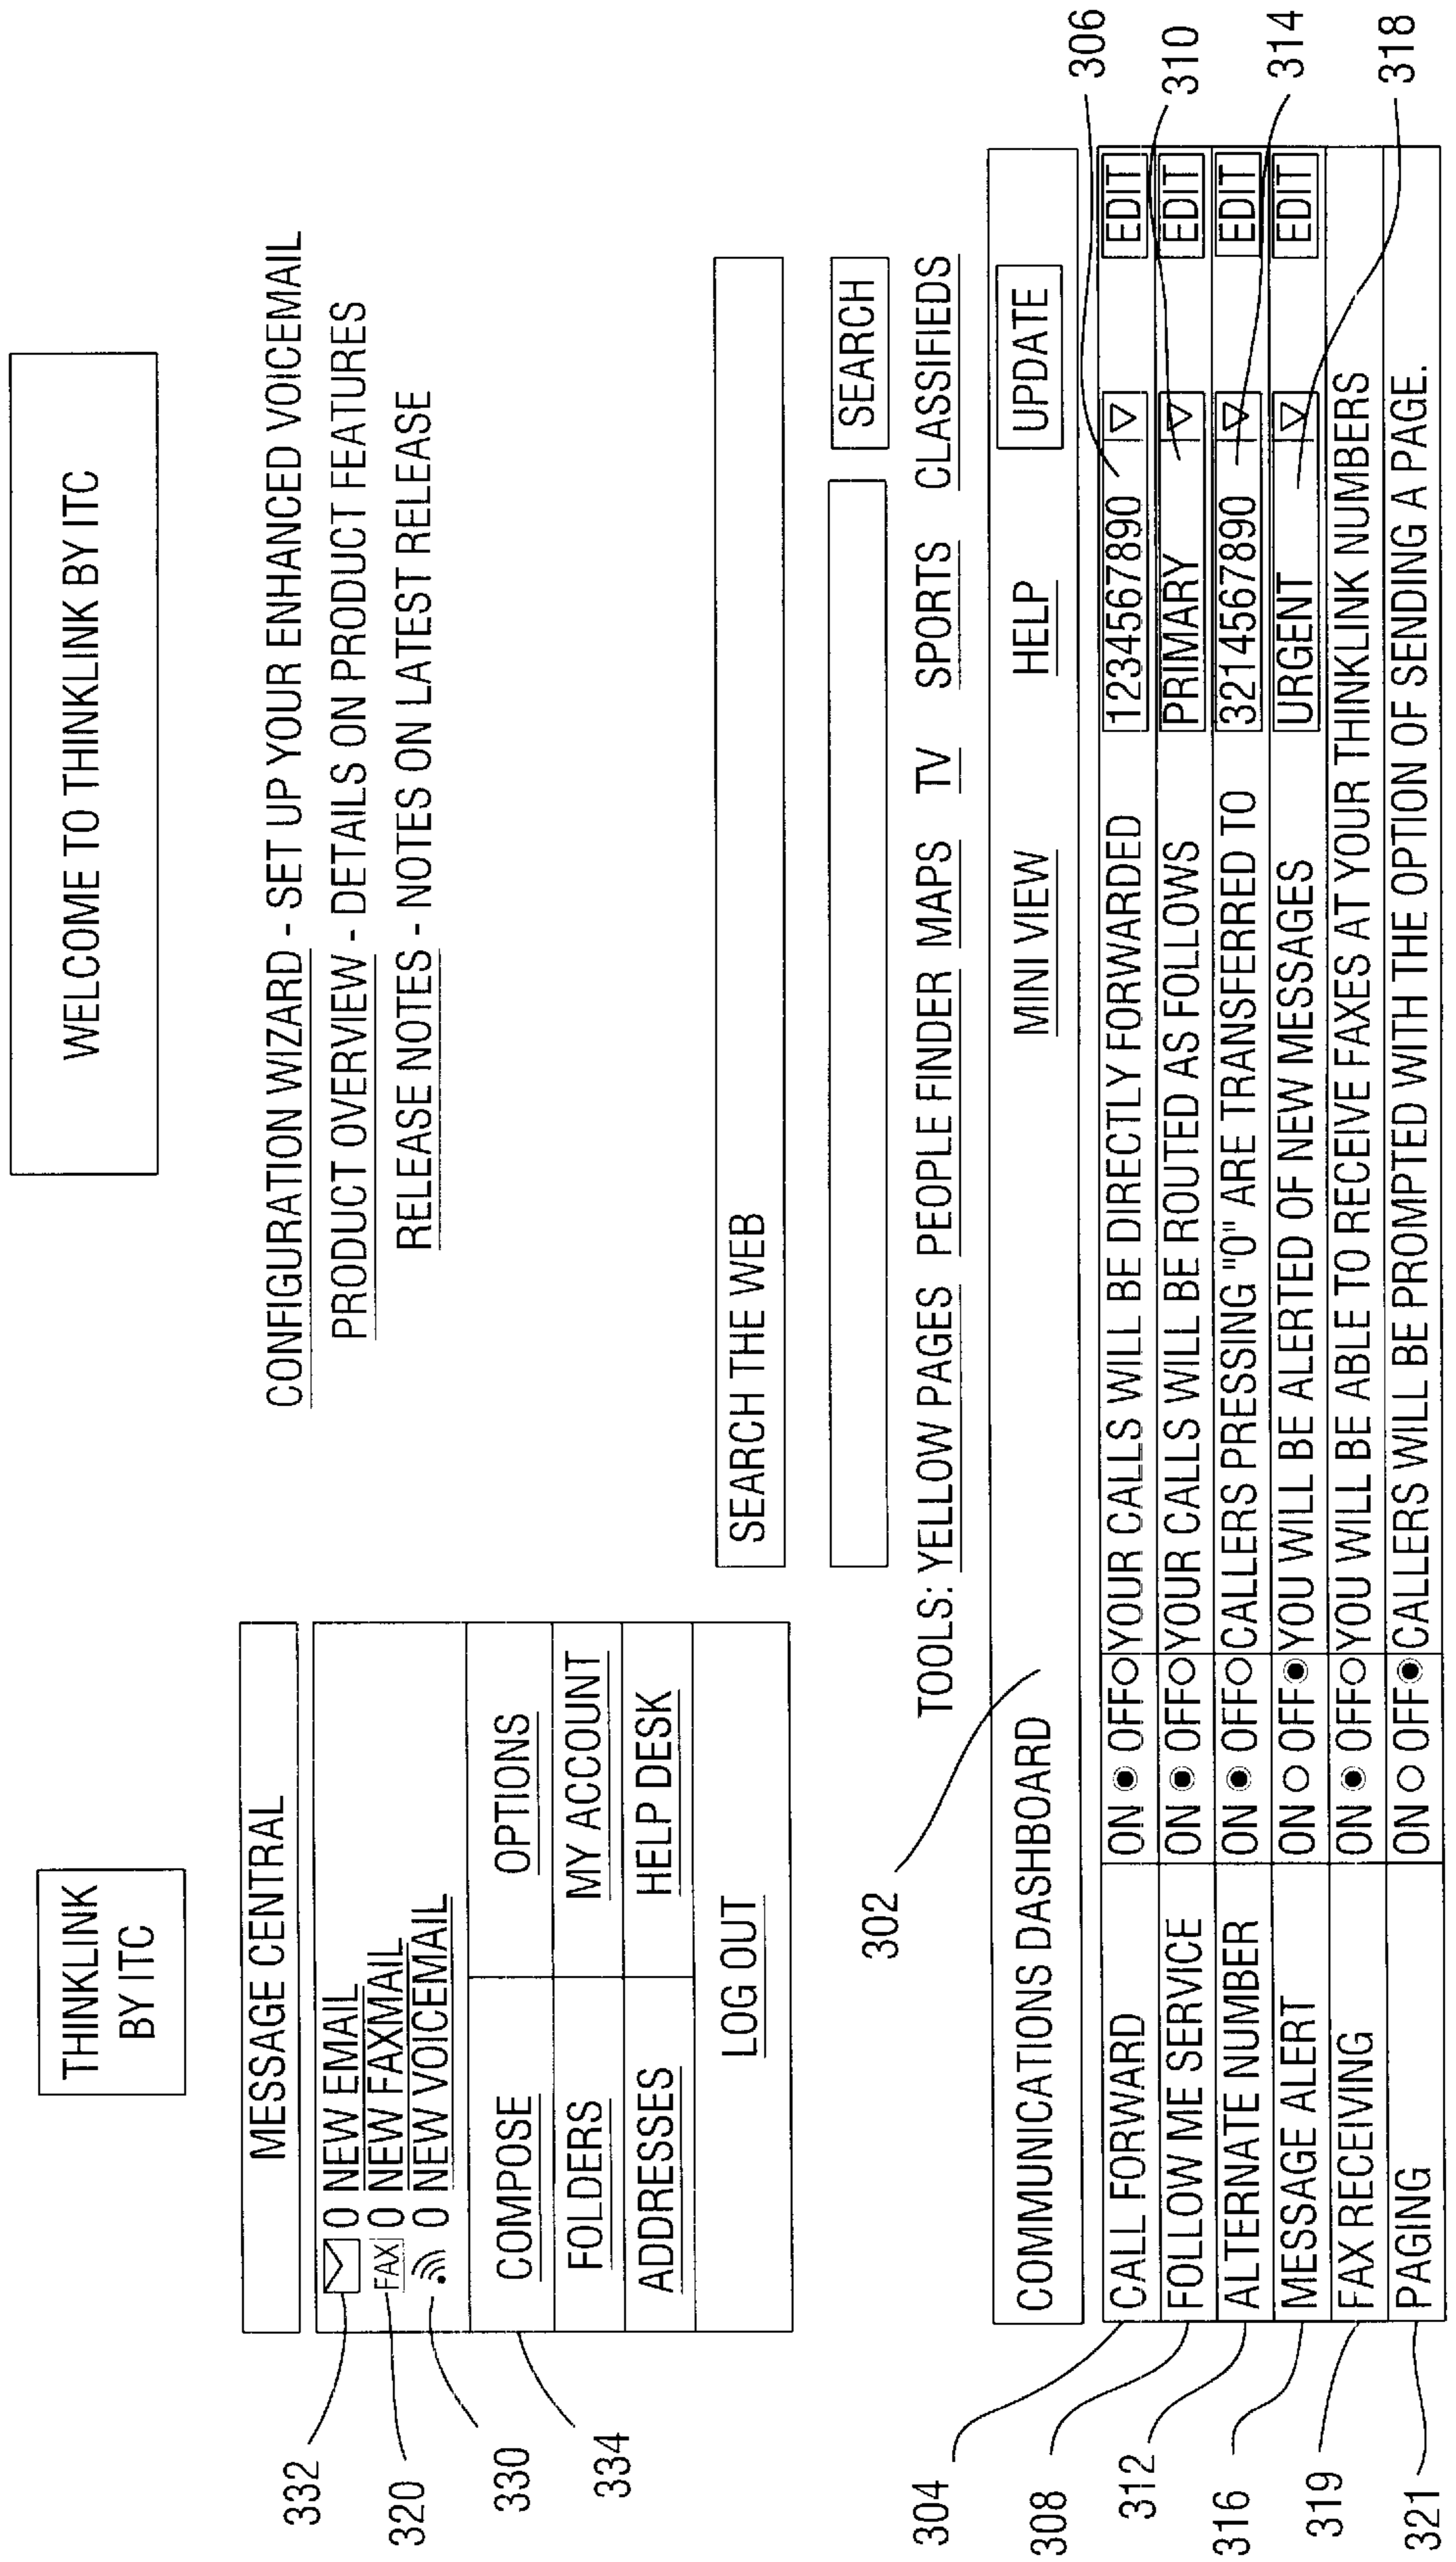 THINKLINK
BY ITC
WELCOME TO THINKLINK BY ITC
MESSAGE CENTRAL
0 NEW EMAIL
FAX 0 NEW FAXMAIL
0 NEW VOICEMAIL
COMPOSE OPTIONS
FOLDERS MY ACCOUNT
ADDRESSES HELP DESK
LOG OUT
332
320
330
334
CONFIGURATION WIZARD - SET UP YOUR ENHANCED VOICEMAIL
PRODUCT OVERVIEW - DETAILS ON PRODUCT FEATURES
RELEASE NOTES - NOTES ON LATEST RELEASE
SEARCH THE WEB
SEARCH
TOOLS: YELLOW PAGES PEOPLE FINDER MAPS TV SPORTS CLASSIFIEDS
302
COMMUNICATIONS DASHBOARD MINI VIEW HELP UPDATE
CALL FORWARD ON OFF YOUR CALLS WILL BE DIRECTLY FORWARDED 1234567890 EDIT
FOLLOW ME SERVICE ON OFF YOUR CALLS WILL BE ROUTED AS FOLLOWS PRIMARY EDIT
ALTERNATE NUMBER ON OFF CALLERS PRESSING "0" ARE TRANSFERRED TO 3214567890 EDIT
MESSAGE ALERT ON OFF YOU WILL BE ALERTED OF NEW MESSAGES URGENT EDIT
FAX RECEIVING ON OFF YOU WILL BE ABLE TO RECEIVE FAXES AT YOUR THINKLINK NUMBERS
PAGING ON OFF CALLERS WILL BE PROMPTED WITH THE OPTION OF SENDING A PAGE.
304
308
312
316
319
321
306
310
314
318